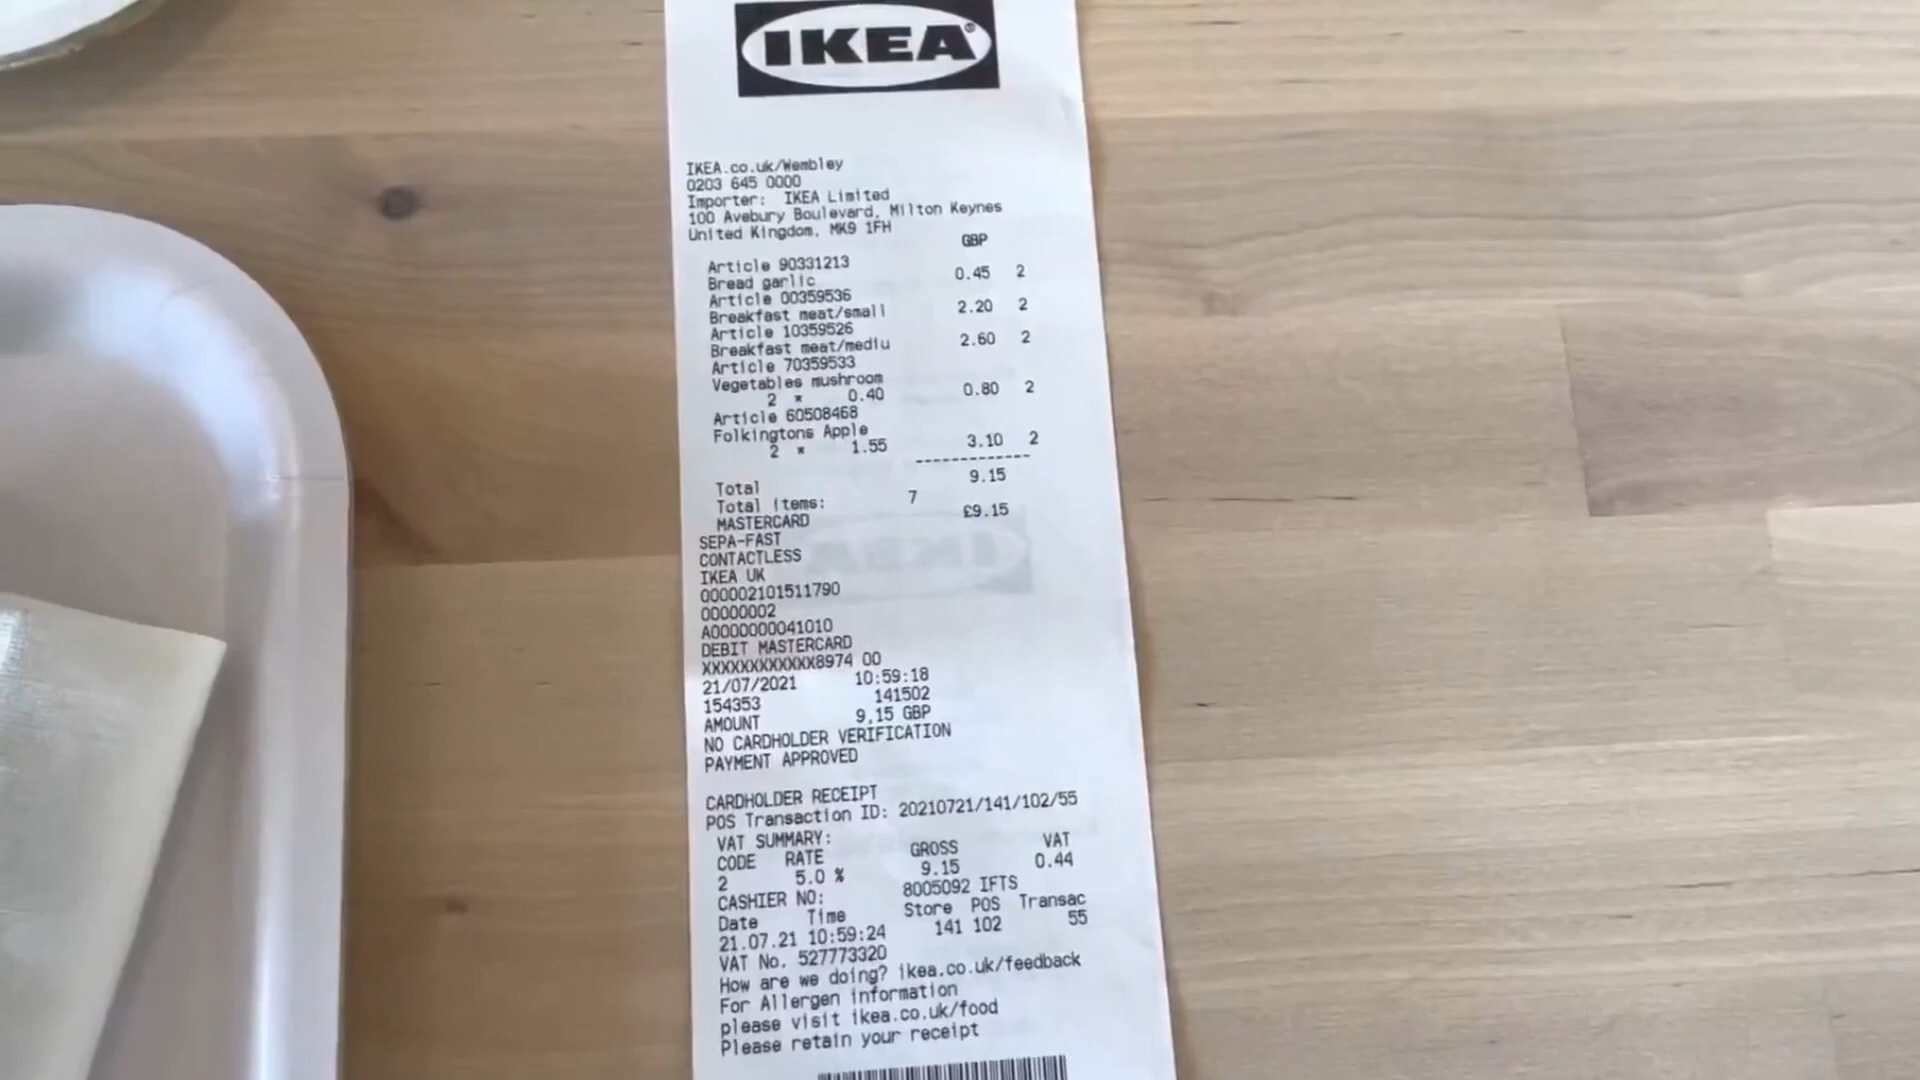 IKEA®
IKEA.co.uk/Wembley
0203 645 0000
Importer: IKEA Limited
100 Avebury Boulevard, Milton Keynes
United Kingdom, MK9 1FH
GBP
Article 90331213
Bread garlic 0.45 2
Article 00359536
Breakfast meat/small 2.20 2
Article 10359526
Breakfast meat/mediu 2.60 2
Article 70359533
Vegetables mushroom
2 * 0.40 0.80 2
Article 60508468
Folkingtons Apple
2 * 1.55 3.10 2
-------------
Total 9.15
Total items: 7
MASTERCARD £9.15
SEPA-FAST
CONTACTLESS
IKEA UK
000002101511790
00000002
A0000000041010
DEBIT MASTERCARD
XXXXXXXXXXXX8974 00
21/07/2021 10:59:18
154353 141502
AMOUNT 9,15 GBP
NO CARDHOLDER VERIFICATION
PAYMENT APPROVED
CARDHOLDER RECEIPT
POS Transaction ID: 20210721/141/102/55
VAT SUMMARY:
CODE RATE GROSS VAT
2 5.0 % 9.15 0.44
CASHIER NO: 8005092 IFTS
Date Time Store POS Transac
21.07.21 10:59:24 141 102 55
VAT No. 527773320
How are we doing? ikea.co.uk/feedback
For Allergen information
please visit ikea.co.uk/food
Please retain your receipt